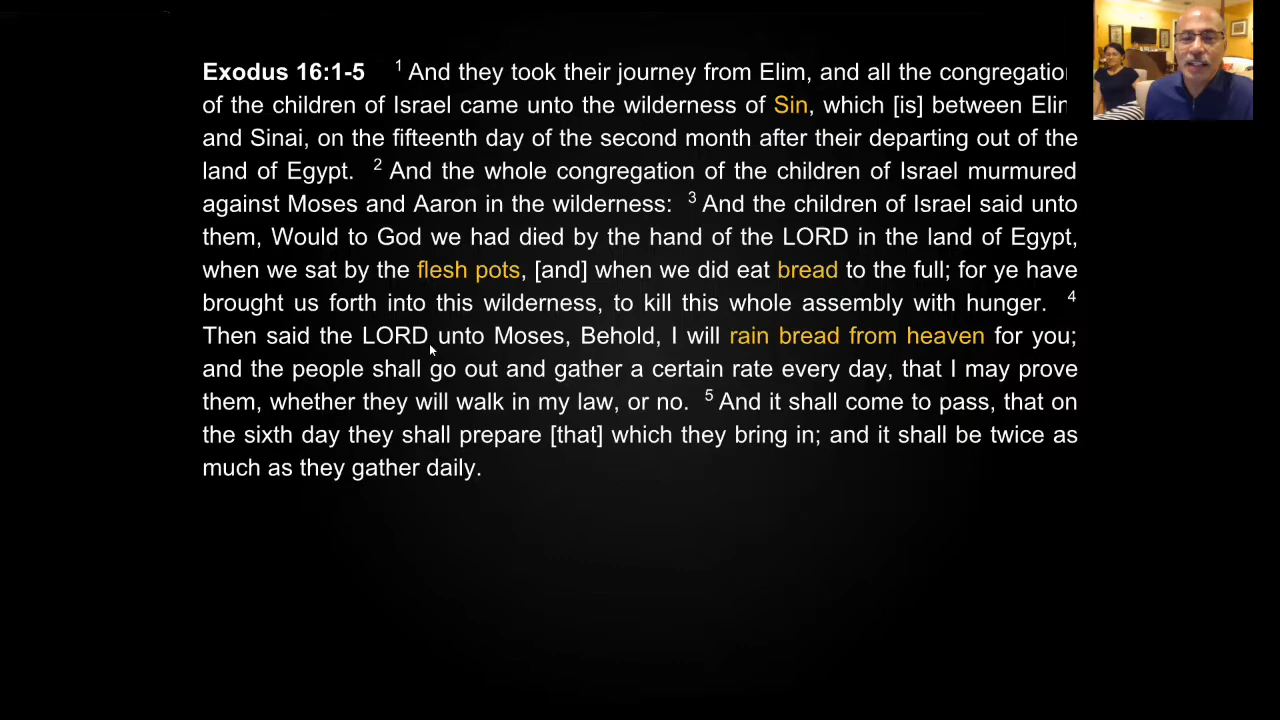 Exodus 16:1-5 1 And they took their journey from Elim, and all the congregation
of the children of Israel came unto the wilderness of Sin, which [is] between Elim
and Sinai, on the fifteenth day of the second month after their departing out of the
land of Egypt. 2 And the whole congregation of the children of Israel murmured
against Moses and Aaron in the wilderness: 3 And the children of Israel said unto
them, Would to God we had died by the hand of the LORD in the land of Egypt,
when we sat by the flesh pots, [and] when we did eat bread to the full; for ye have
brought us forth into this wilderness, to kill this whole assembly with hunger. 4
Then said the LORD unto Moses, Behold, I will rain bread from heaven for you;
and the people shall go out and gather a certain rate every day, that I may prove
them, whether they will walk in my law, or no. 5 And it shall come to pass, that on
the sixth day they shall prepare [that] which they bring in; and it shall be twice as
much as they gather daily.